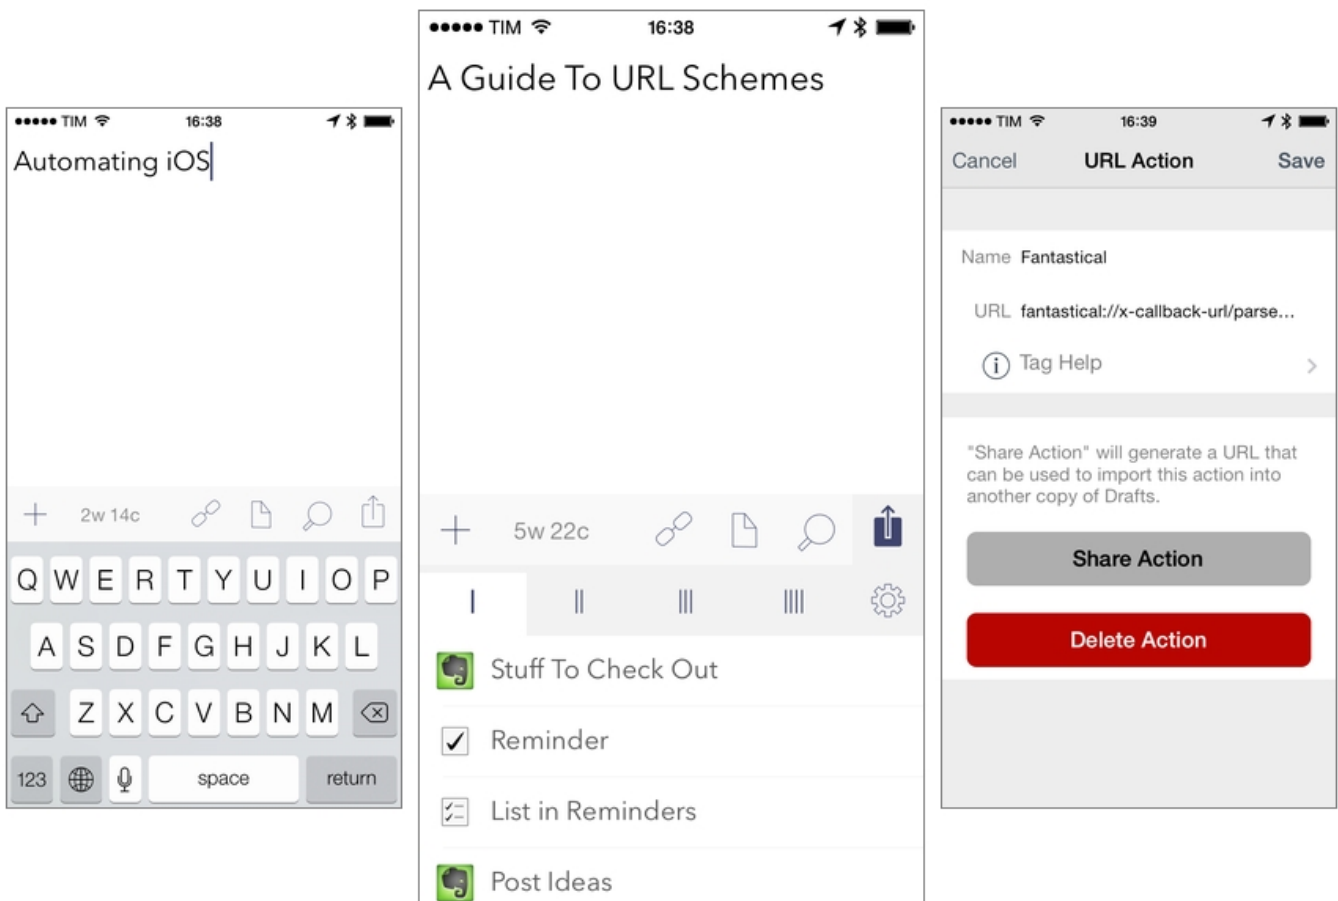 TIM 16:38
Automating iOS
2w 14c
Q W E R T Y U I O P
A S D F G H J K L
Z X C V B N M
123 space return
TIM 16:38
A Guide To URL Schemes
5w 22c
Stuff To Check Out
Reminder
List in Reminders
Post Ideas
TIM 16:39
Cancel URL Action Save
Name Fantastical
URL fantastical://x-callback-url/parse...
Tag Help
"Share Action" will generate a URL that
can be used to import this action into
another copy of Drafts.
Share Action
Delete Action